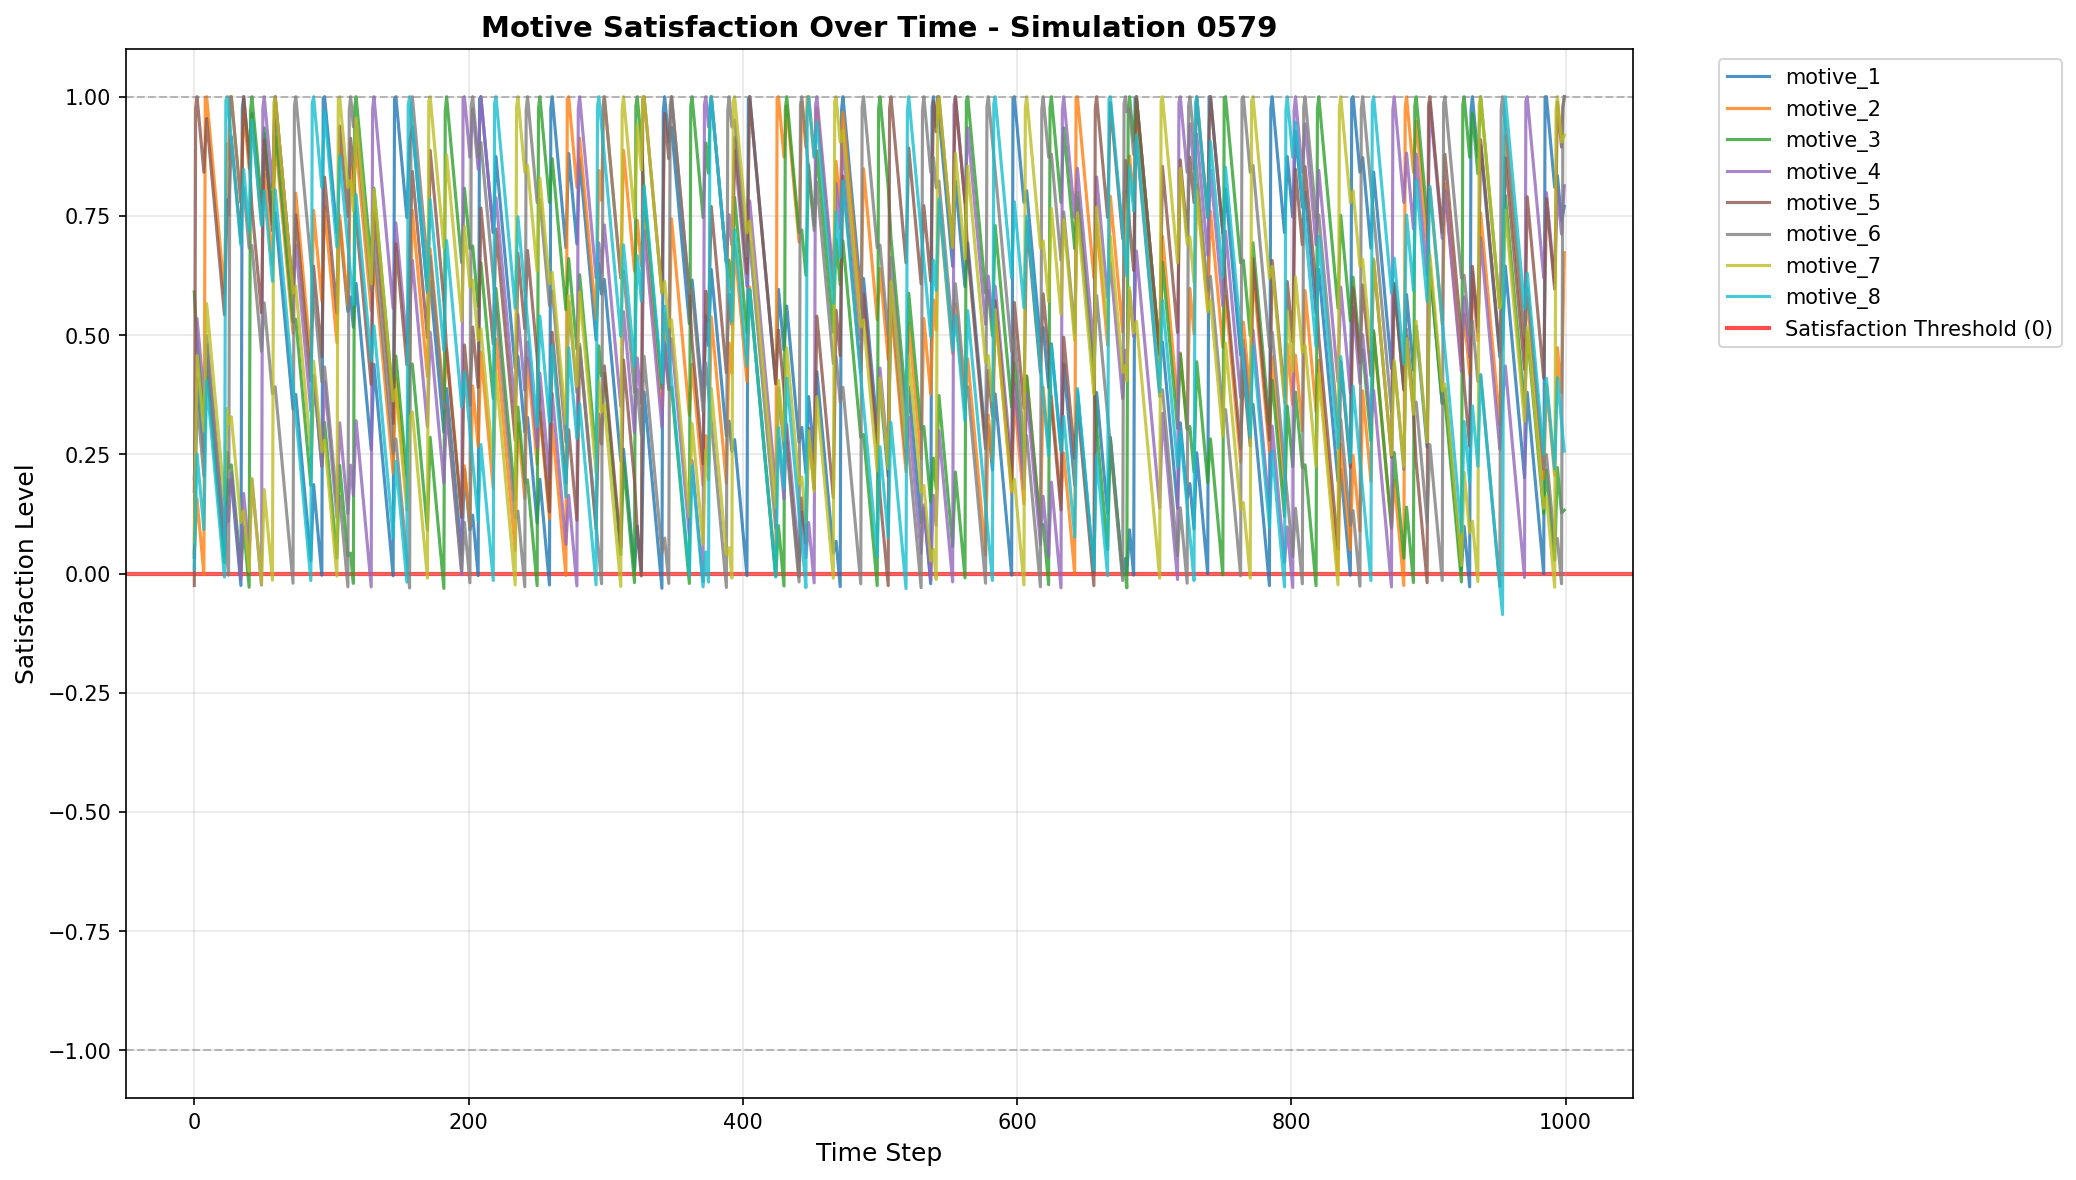 Motive Satisfaction Over Time - Simulation 0579
Satisfaction Level
1.00
0.75
0.50
0.25
0.00
−0.25
−0.50
−0.75
−1.00
0
200
400
600
800
1000
Time Step
motive_1
motive_2
motive_3
motive_4
motive_5
motive_6
motive_7
motive_8
Satisfaction Threshold (0)